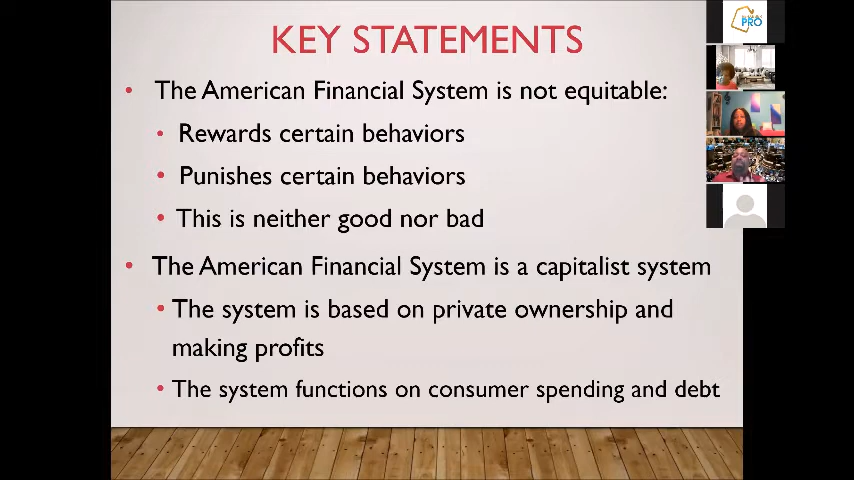 KEY STATEMENTS
• The American Financial System is not equitable:
• Rewards certain behaviors
• Punishes certain behaviors
• This is neither good nor bad
• The American Financial System is a capitalist system
• The system is based on private ownership and
making profits
• The system functions on consumer spending and debt
PRO